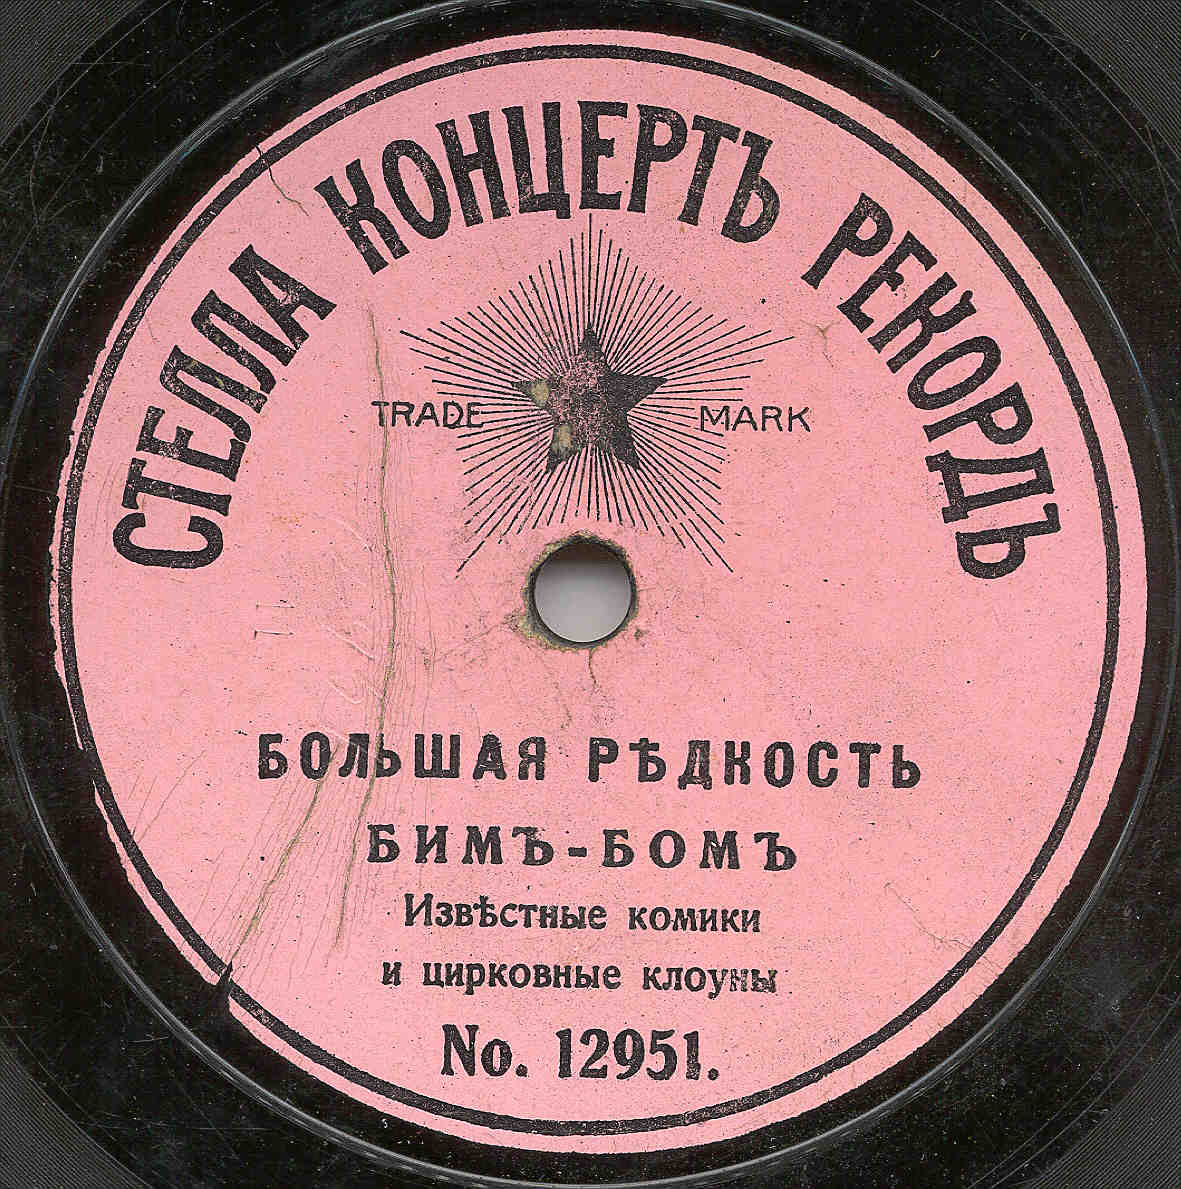 СТЕЛЛА КОНЦЕРТЪ РЕКОРДЪ
TRADE MARK
БОЛЬШАЯ РѢДКОСТЬ
БИМЪ-БОМЪ
Извѣстные комики
и цирковные клоуны
No. 12951.